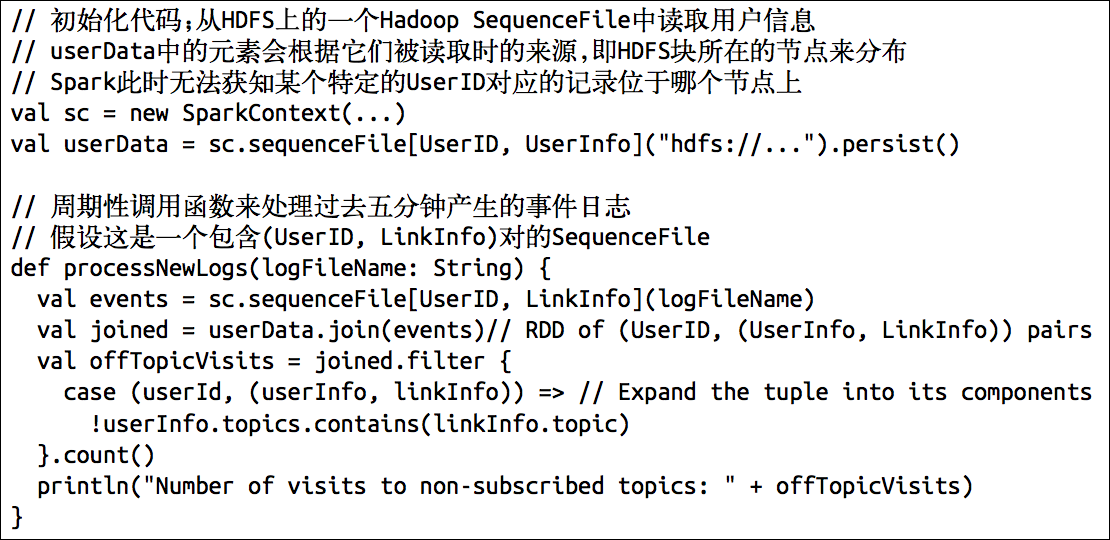 // 初始化代码;从HDFS上的一个Hadoop SequenceFile中读取用户信息
// userData中的元素会根据它们被读取时的来源,即HDFS块所在的节点来分布
// Spark此时无法获知某个特定的UserID对应的记录位于哪个节点上
val sc = new SparkContext(...)
val userData = sc.sequenceFile[UserID, UserInfo]("hdfs://...").persist()

// 周期性调用函数来处理过去五分钟产生的事件日志
// 假设这是一个包含(UserID, LinkInfo)对的SequenceFile
def processNewLogs(logFileName: String) {
  val events = sc.sequenceFile[UserID, LinkInfo](logFileName)
  val joined = userData.join(events)// RDD of (UserID, (UserInfo, LinkInfo)) pairs
  val offTopicVisits = joined.filter {
    case (userId, (userInfo, linkInfo)) => // Expand the tuple into its components
      !userInfo.topics.contains(linkInfo.topic)
  }.count()
  println("Number of visits to non-subscribed topics: " + offTopicVisits)
}